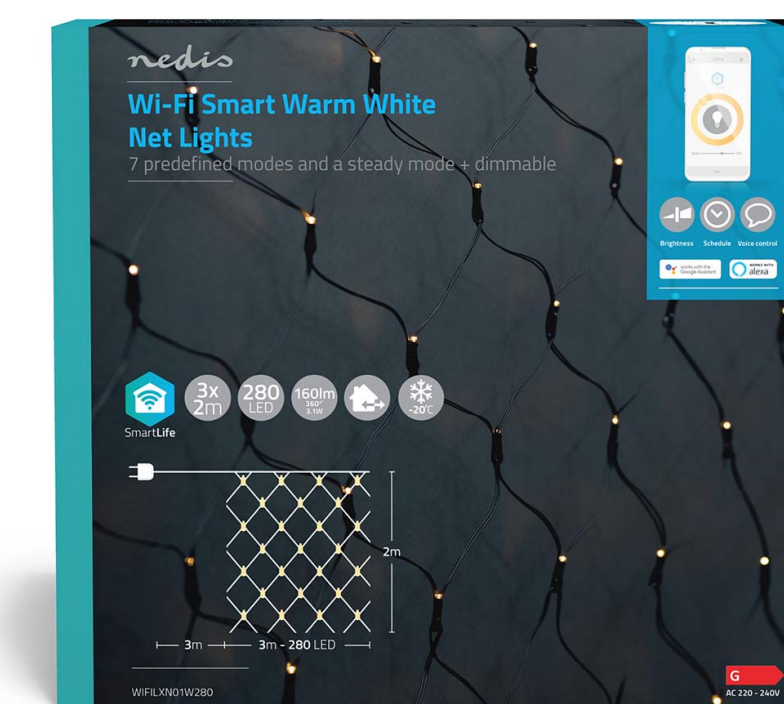 nedis
Wi-Fi Smart Warm White
Net Lights
7 predefined modes and a steady mode + dimmable
Brightness Schedule Voice control
works with the
Google Assistant
WORKS WITH
alexa
SmartLife
3x
2m
280
LED
160lm
360°
3.1W
-20°C
2m
3m
3m - 280 LED
WIFILXN01W280
G
AC 220 - 240V